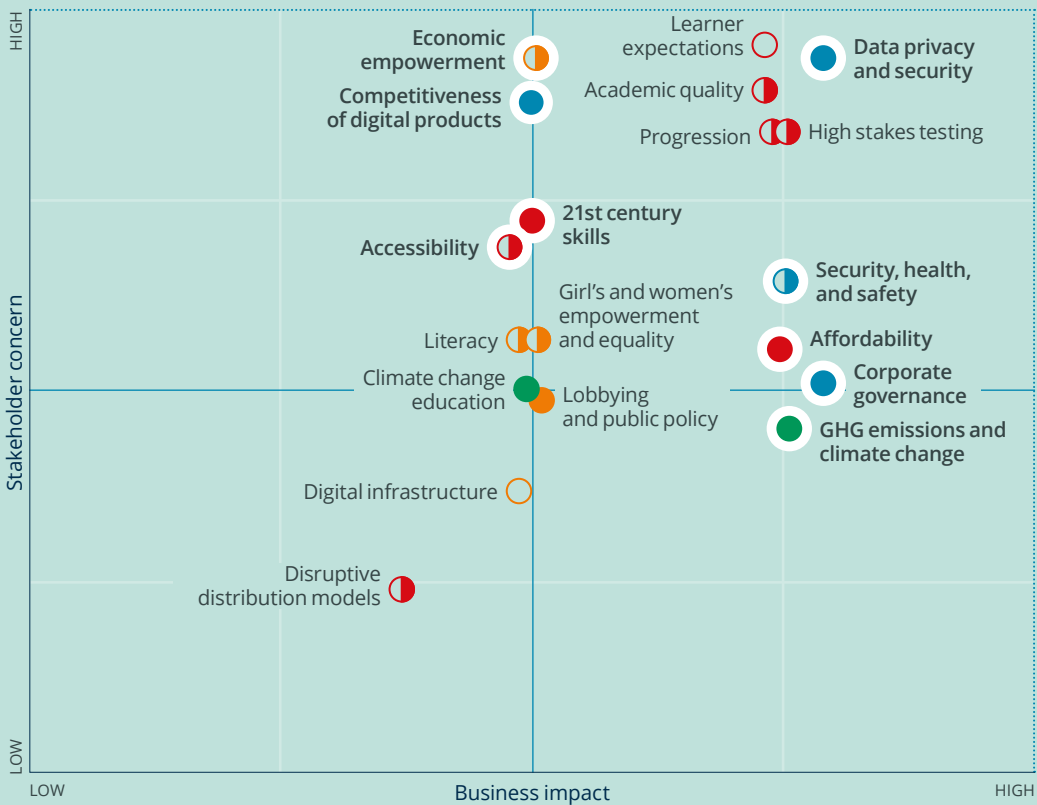 HIGH
Learner
expectations
Economic
empowerment
Data privacy
and security
Academic quality
Competitiveness
of digital products
Progression
High stakes testing
21st century
skills
Accessibility
Security, health,
and safety
Girl’s and women’s
empowerment
and equality
Literacy
Affordability
Climate change
education
Corporate
governance
Lobbying
and public policy
GHG emissions and
climate change
Digital infrastructure
Disruptive
distribution models
Stakeholder concern
LOW
LOW
Business impact
HIGH